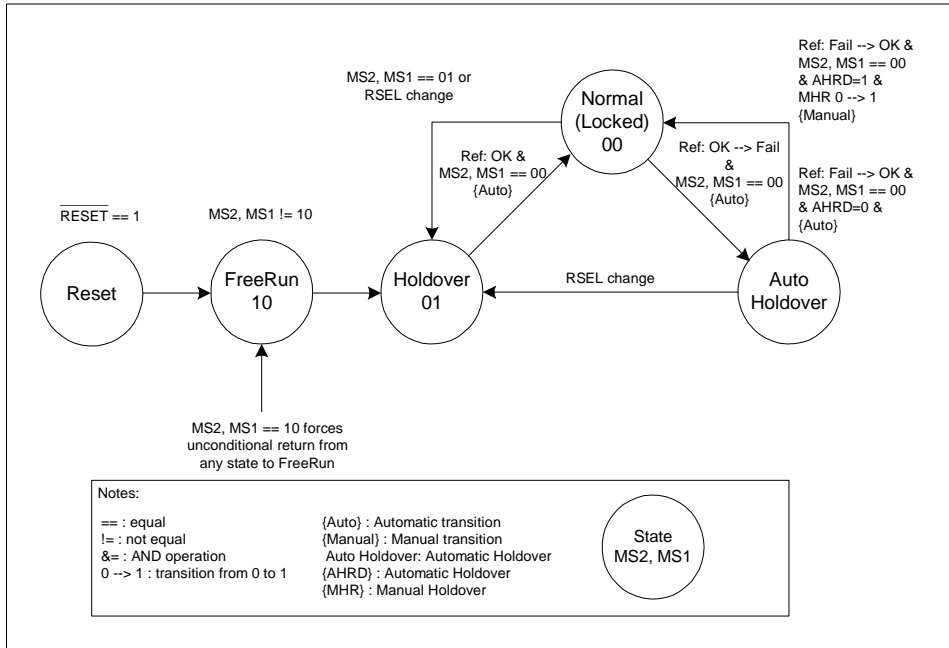 Ref: Fail --> OK &
MS2, MS1 == 00
& AHRD=1 &
MHR 0 --> 1
{Manual}
MS2, MS1 == 01 or
RSEL change
Normal
(Locked)
00
Ref: OK &
MS2, MS1 == 00
{Auto}
Ref: OK --> Fail
&
MS2, MS1 == 00
{Auto}
Ref: Fail --> OK &
MS2, MS1 == 00
& AHRD=0 &
{Auto}
RESET == 1
MS2, MS1 != 10
Reset
FreeRun
10
Holdover
01
RSEL change
Auto
Holdover
MS2, MS1 == 10 forces
unconditional return from
any state to FreeRun
Notes:
== : equal
!= : not equal
&= : AND operation
0 --> 1 : transition from 0 to 1
{Auto} : Automatic transition
{Manual} : Manual transition
Auto Holdover: Automatic Holdover
{AHRD} : Automatic Holdover
{MHR} : Manual Holdover
State
MS2, MS1